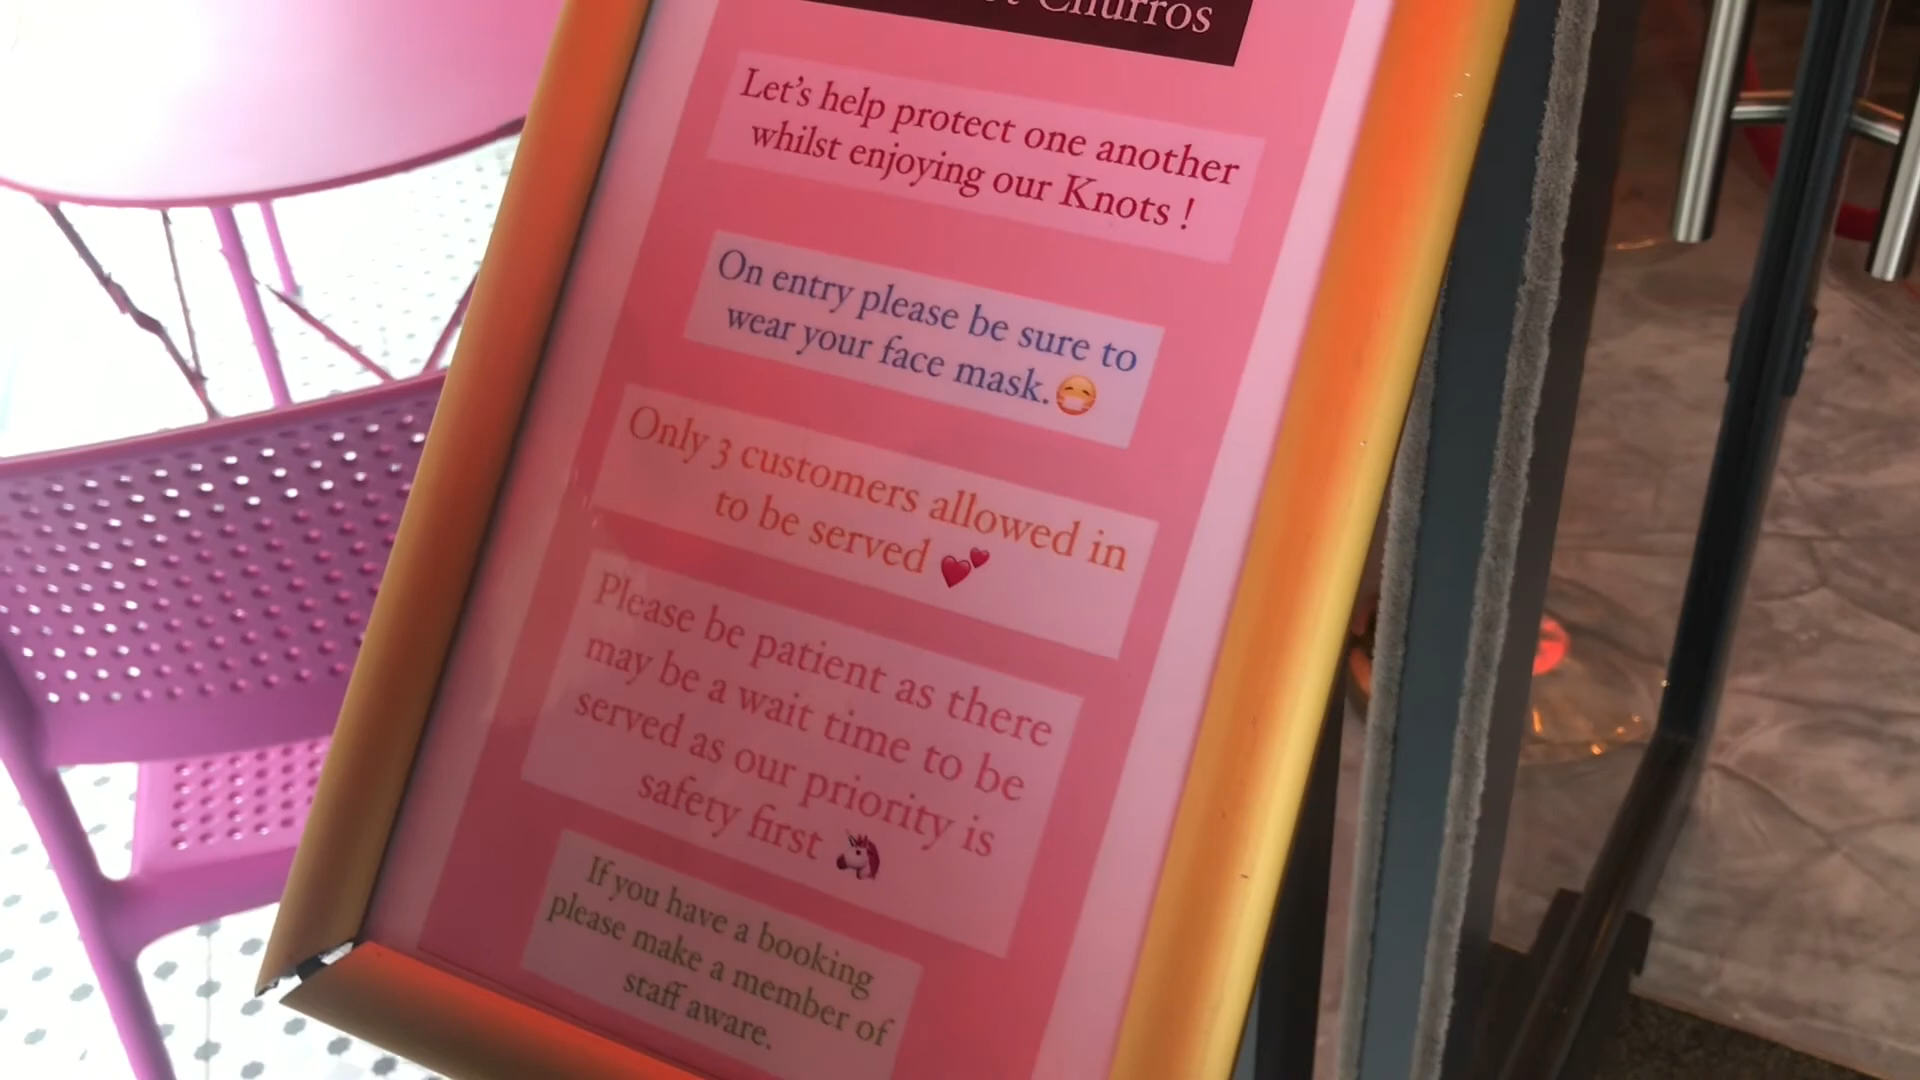 Churros
Let's help protect one another
whilst enjoying our Knots !
On entry please be sure to
wear your face mask.😷
Only 3 customers allowed in
to be served 💕
Please be patient as there
may be a wait time to be
served as our priority is
safety first 🦄
If you have a booking
please make a member of
staff aware.